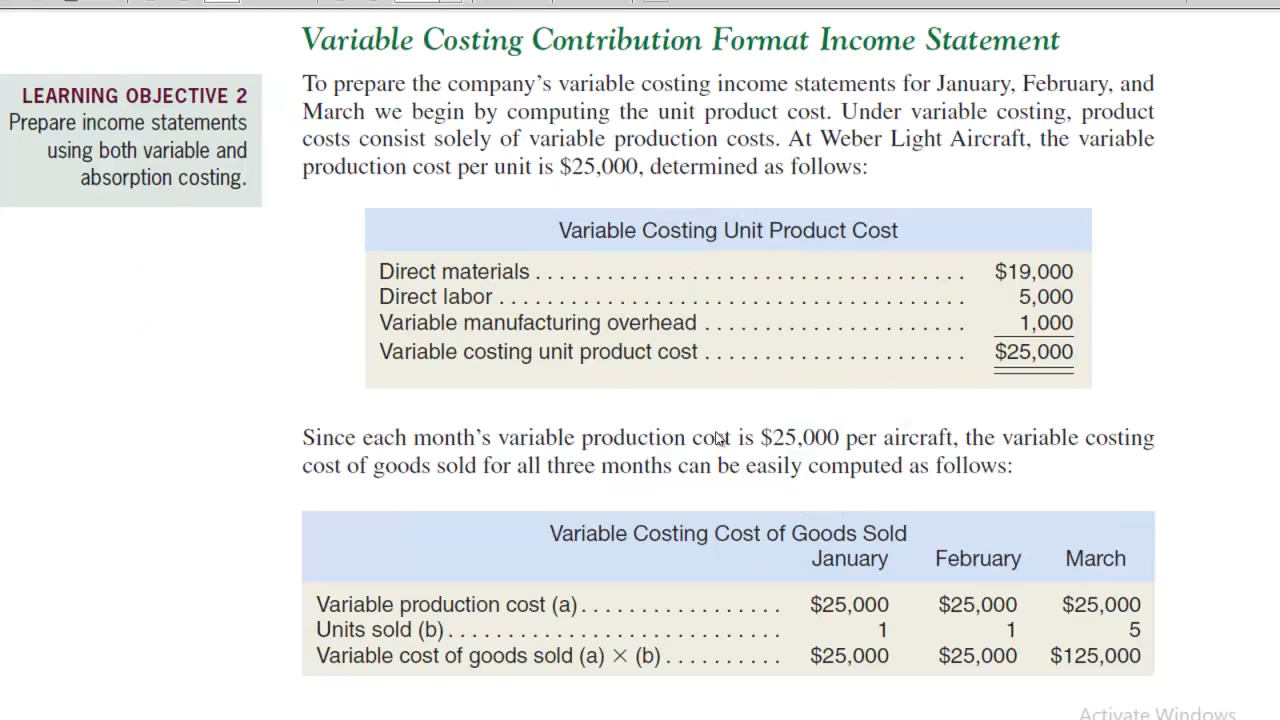 Variable Costing Contribution Format Income Statement
LEARNING OBJECTIVE 2
Prepare income statements
using both variable and
absorption costing.
To prepare the company's variable costing income statements for January, February, and
March we begin by computing the unit product cost. Under variable costing, product
costs consist solely of variable production costs. At Weber Light Aircraft, the variable
production cost per unit is $25,000, determined as follows:
Variable Costing Unit Product Cost
Direct materials . . . . . . . . . . . . . . . . . . . . . . . . . . . . . . . . . . . . $19,000
Direct labor . . . . . . . . . . . . . . . . . . . . . . . . . . . . . . . . . . . . . . . 5,000
Variable manufacturing overhead . . . . . . . . . . . . . . . . . . . . . . 1,000
Variable costing unit product cost . . . . . . . . . . . . . . . . . . . . . . $25,000
Since each month's variable production cost is $25,000 per aircraft, the variable costing
cost of goods sold for all three months can be easily computed as follows:
Variable Costing Cost of Goods Sold
January February March
Variable production cost (a) . . . . . . . . . . . . . . . . . $25,000 $25,000 $25,000
Units sold (b) . . . . . . . . . . . . . . . . . . . . . . . . . . . . 1 1 5
Variable cost of goods sold (a) × (b) . . . . . . . . . . $25,000 $25,000 $125,000
Activate Windows